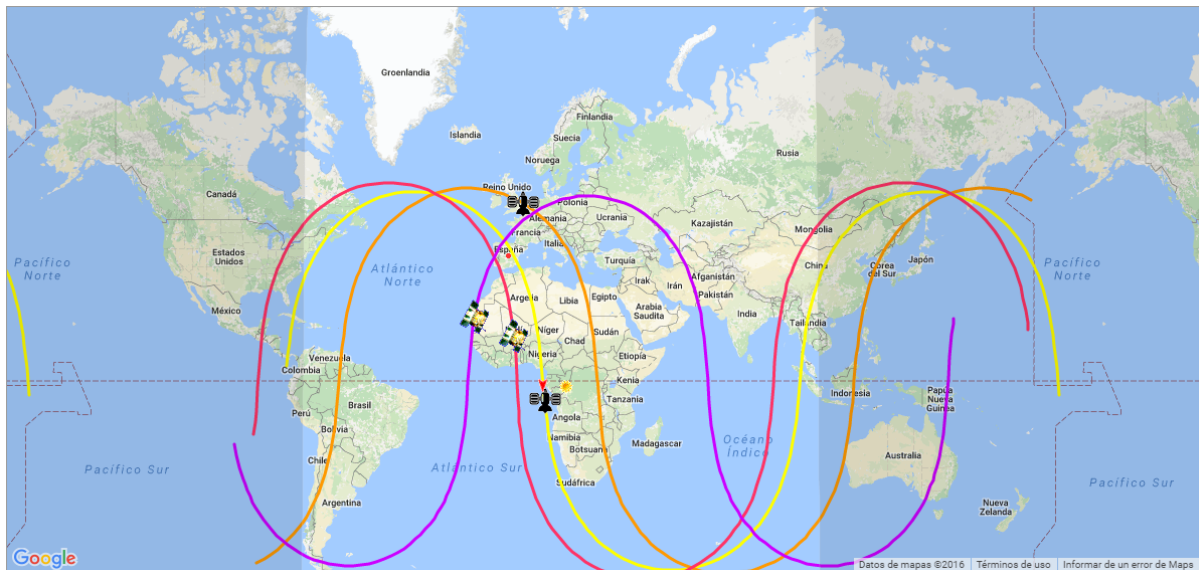 Groenlandia
Islandia
Finlandia
Suecia
Noruega
Rusia
Canadá
Reino Unido
Polonia
Alemania
Ucrania
Francia
Kazajistán
Mongolia
Estados
Unidos
España
Italia
Turquía
Pacífico
Norte
Atlántico
Norte
China
Corea
del Sur
Japón
Pacífico
Norte
Afganistán
Irak
Irán
Pakistán
México
Argelia
Libia
Egipto
Arabia
Saudita
India
Tailandia
Níger
Chad
Sudán
Nigeria
Etiopía
Venezuela
Colombia
Kenia
Indonesia
Papúa
Nueva
Guinea
Tanzania
Perú
Brasil
Angola
Bolivia
Namibia
Botsuana
Madagascar
Océano
Índico
Chile
Pacífico Sur
Atlántico Sur
Australia
Pacífico Sur
Sudáfrica
Argentina
Nueva
Zelanda
Google
Datos de mapas ©2016
Términos de uso
Informar de un error de Maps